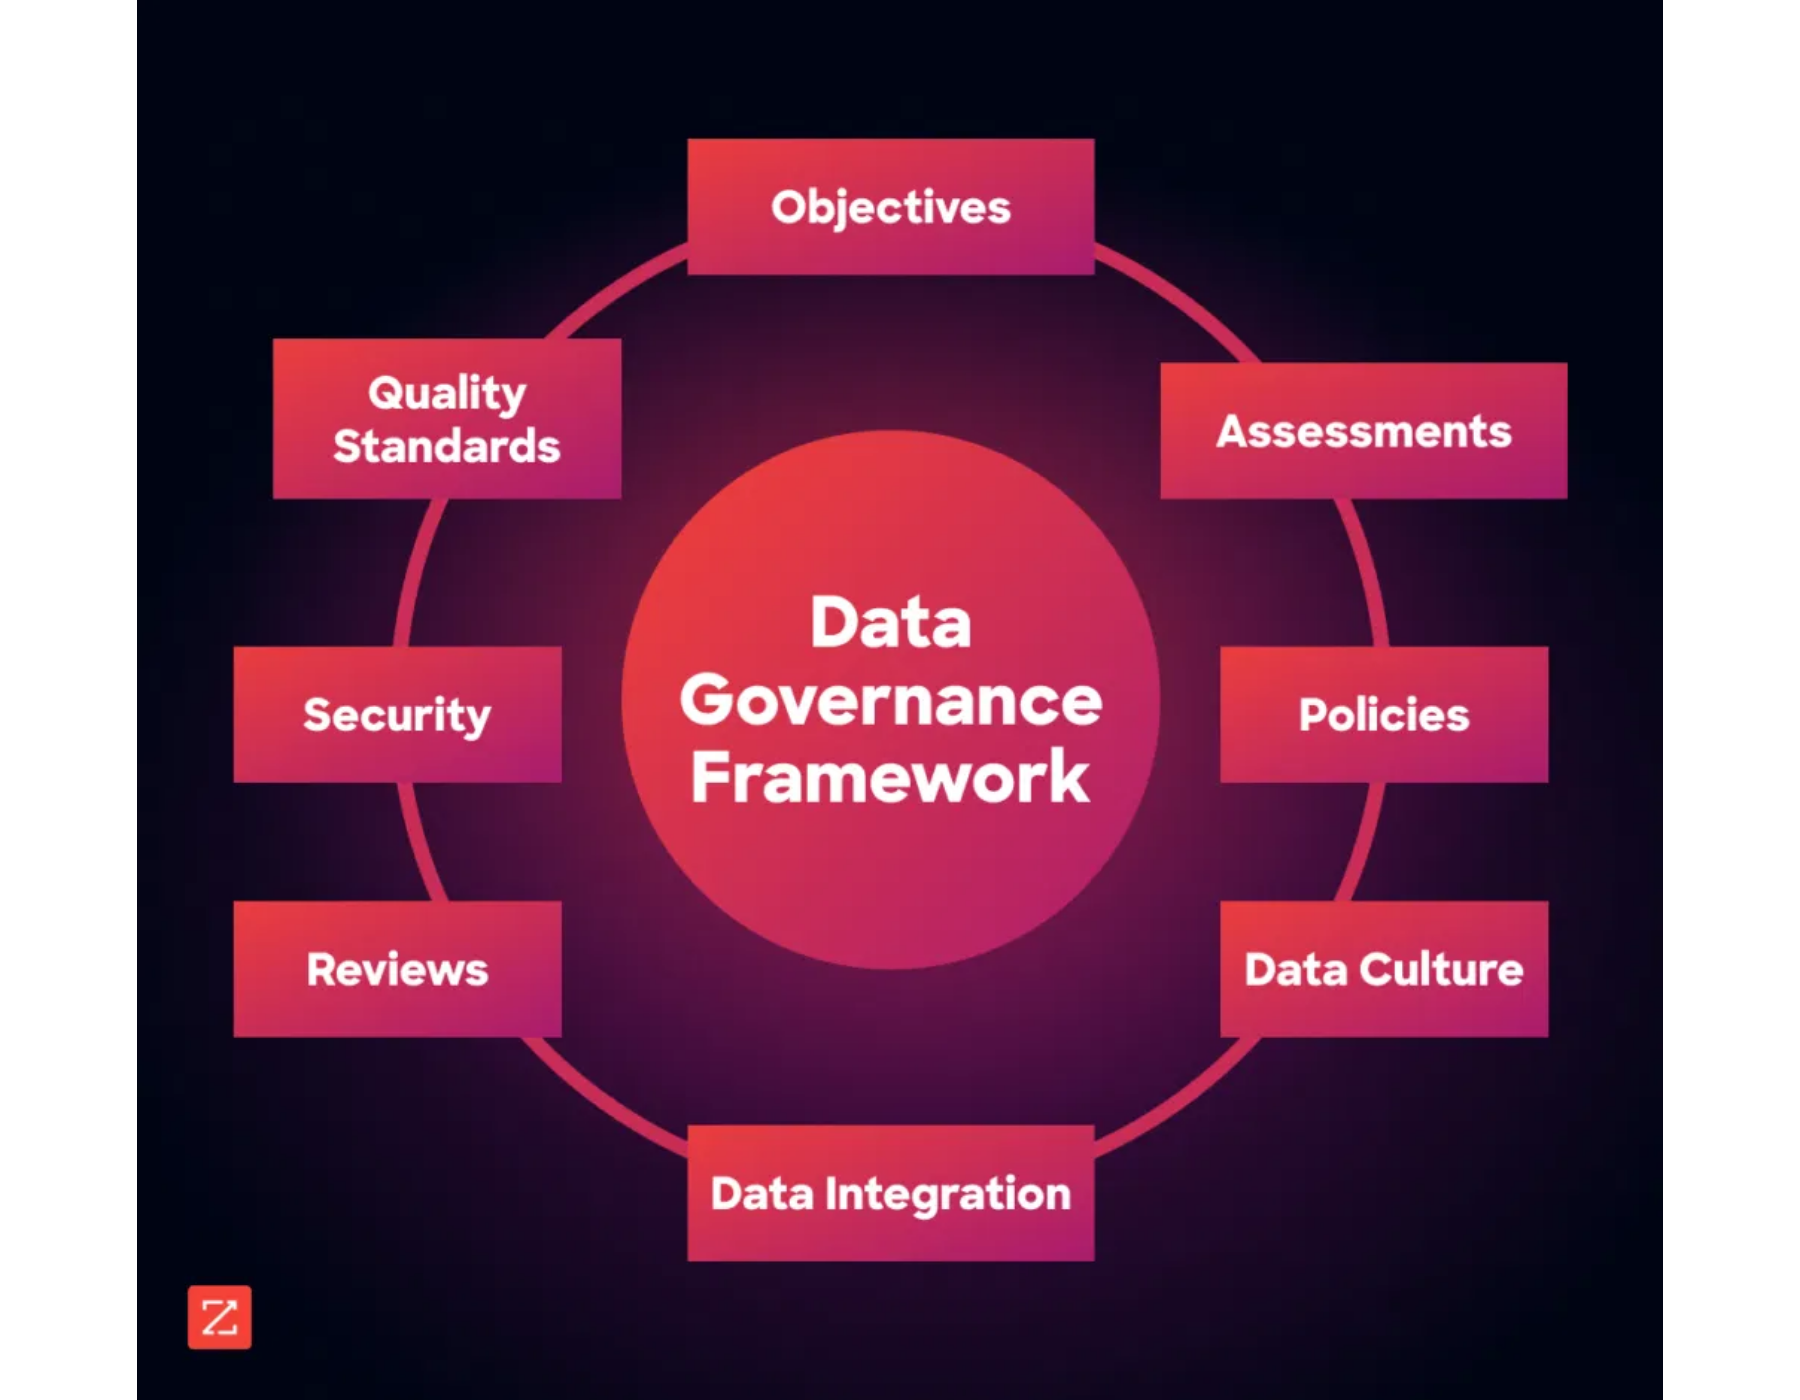 Objectives
Quality
Standards
Assessments
Data
Governance
Framework
Security
Policies
Reviews
Data Culture
Data Integration
Z